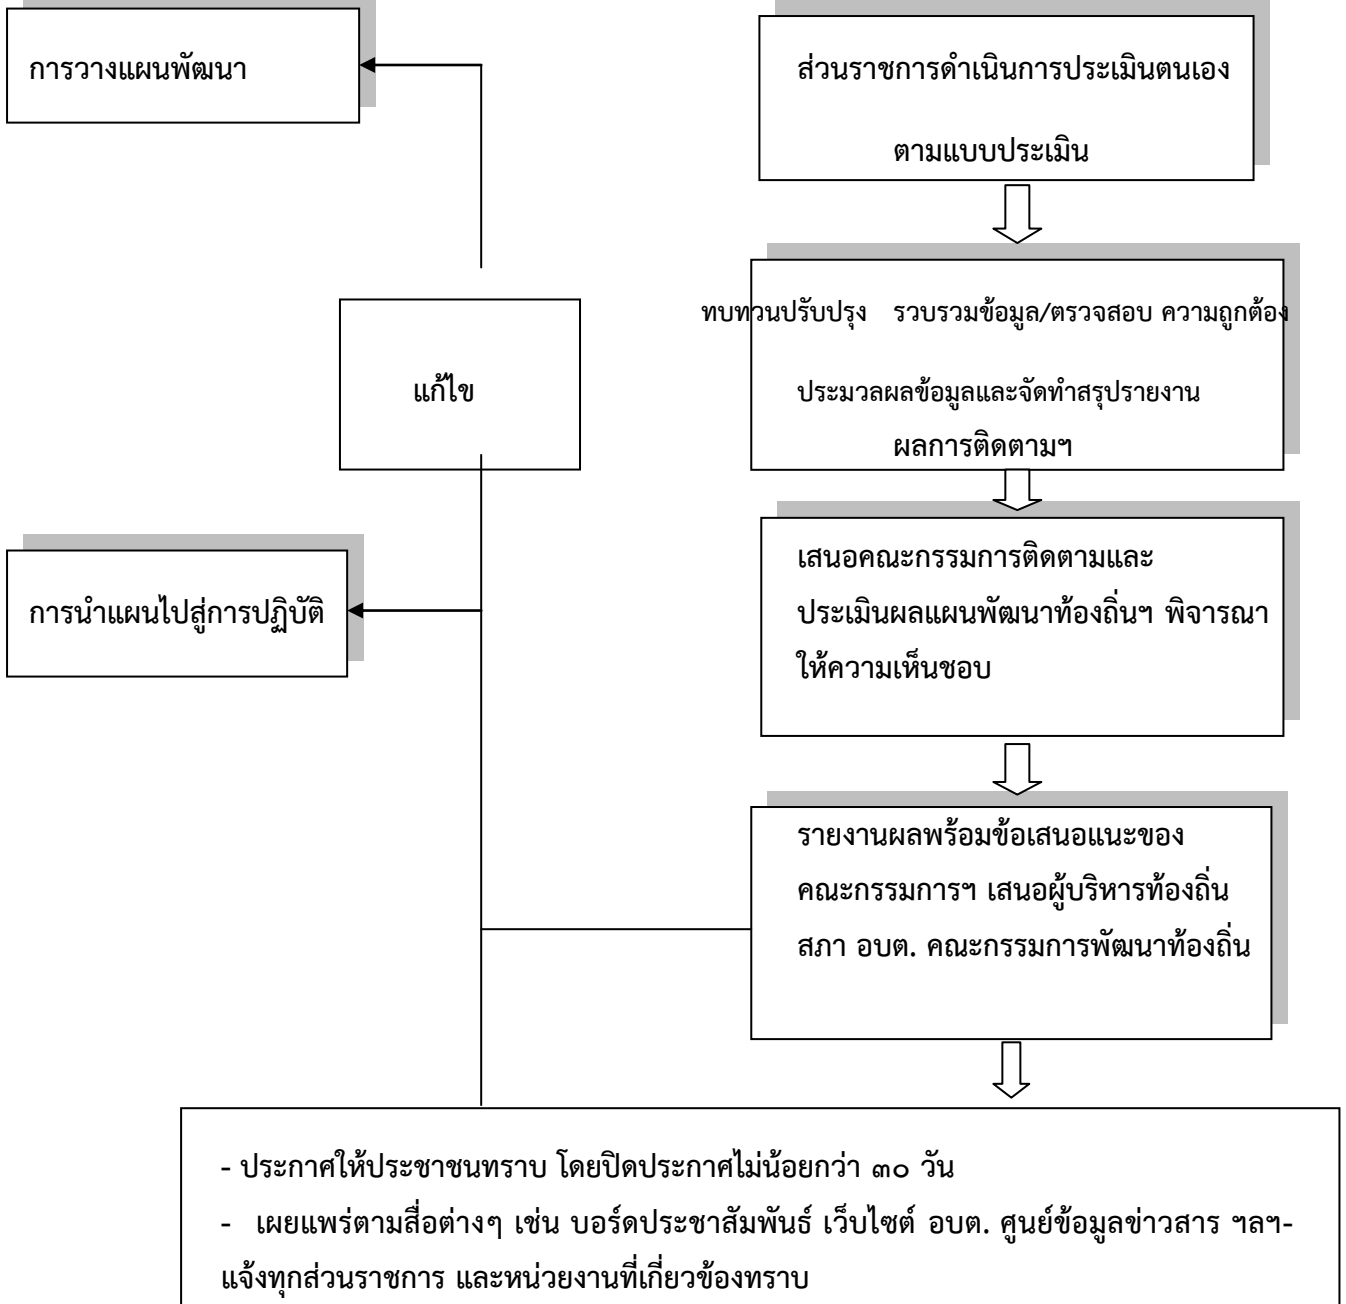 การวางแผนพัฒนา
ส่วนราชการดำเนินการประเมินตนเอง
ตามแบบประเมิน
ทบทวนปรับปรุง รวบรวมข้อมูล/ตรวจสอบ ความถูกต้อง
แก้ไข
ประมวลผลข้อมูลและจัดทำสรุปรายงาน
ผลการติดตามฯ
การนำแผนไปสู่การปฏิบัติ
เสนอคณะกรรมการติดตามและ
ประเมินผลแผนพัฒนาท้องถิ่นฯ พิจารณา
ให้ความเห็นชอบ
รายงานผลพร้อมข้อเสนอแนะของ
คณะกรรมการฯ เสนอผู้บริหารท้องถิ่น
สภา อบต. คณะกรรมการพัฒนาท้องถิ่น
- ประกาศให้ประชาชนทราบ โดยปิดประกาศไม่น้อยกว่า ๓๐ วัน
- เผยแพร่ตามสื่อต่างๆ เช่น บอร์ดประชาสัมพันธ์ เว็บไซต์ อบต. ศูนย์ข้อมูลข่าวสาร ฯลฯ-
แจ้งทุกส่วนราชการ และหน่วยงานที่เกี่ยวข้องทราบ